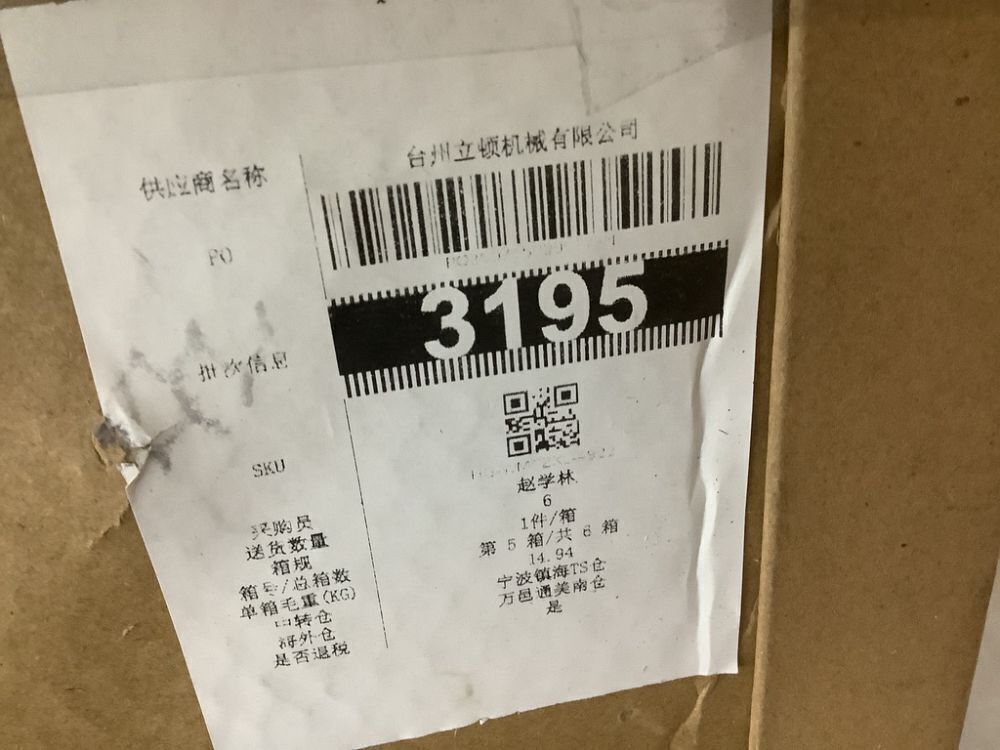 供应商名称 台州立顿机械有限公司
PO
批次信息 3195
SKU
采购员 赵学林
送货数量 6
箱规 1件/箱
箱号/总箱数 第 5 箱/共 6 箱
单箱毛重(KG) 14.94
中转仓 宁波镇海TS仓
海外仓 万邑通美南仓
是否退税 是